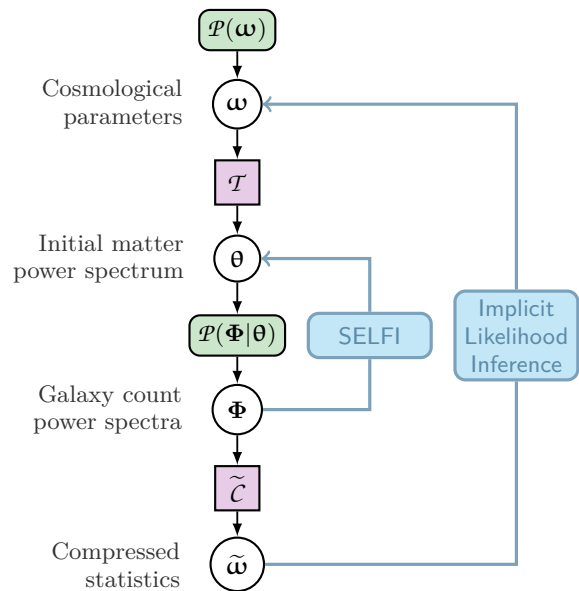 𝒫(ω)
Cosmological
parameters
ω
𝒯
Initial matter
power spectrum
θ
𝒫(Φ|θ)
SELFI
Implicit
Likelihood
Inference
Galaxy count
power spectra
Φ
C̃
Compressed
statistics
ω̃